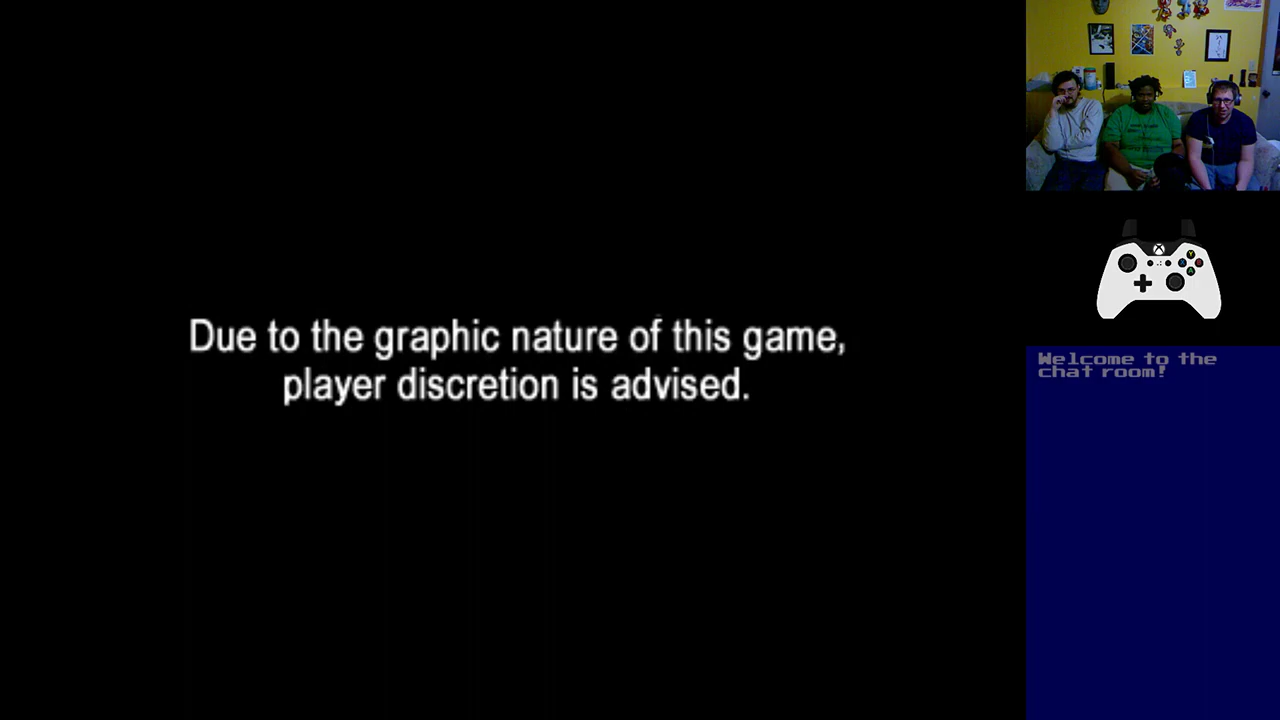 Due to the graphic nature of this game,
player discretion is advised.
Welcome to the
chat room!